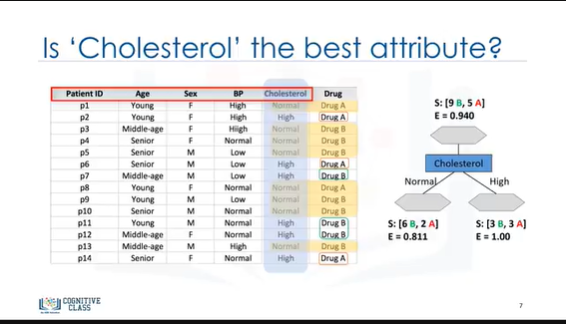 Is ‘Cholesterol’ the best attribute?
Patient ID Age Sex BP Cholesterol Drug
p1 Young F High Normal Drug A
p2 Young F High High Drug A
p3 Middle-age F Hiigh Normal Drug B
p4 Senior F Normal Normal Drug B
p5 Senior M Low Normal Drug B
p6 Senior M Low High Drug A
p7 Middle-age M Low High Drug B
p8 Young F Normal Normal Drug A
p9 Young M Low Normal Drug B
p10 Senior M Normal Normal Drug B
p11 Young M Normal High Drug B
p12 Middle-age F Normal High Drug B
p13 Middle-age M High Normal Drug B
p14 Senior F Normal High Drug A
S: [9 B, 5 A]
E = 0.940
Cholesterol
Normal High
S: [6 B, 2 A] S: [3 B, 3 A]
E = 0.811 E = 1.00
COGNITIVE
CLASS
7